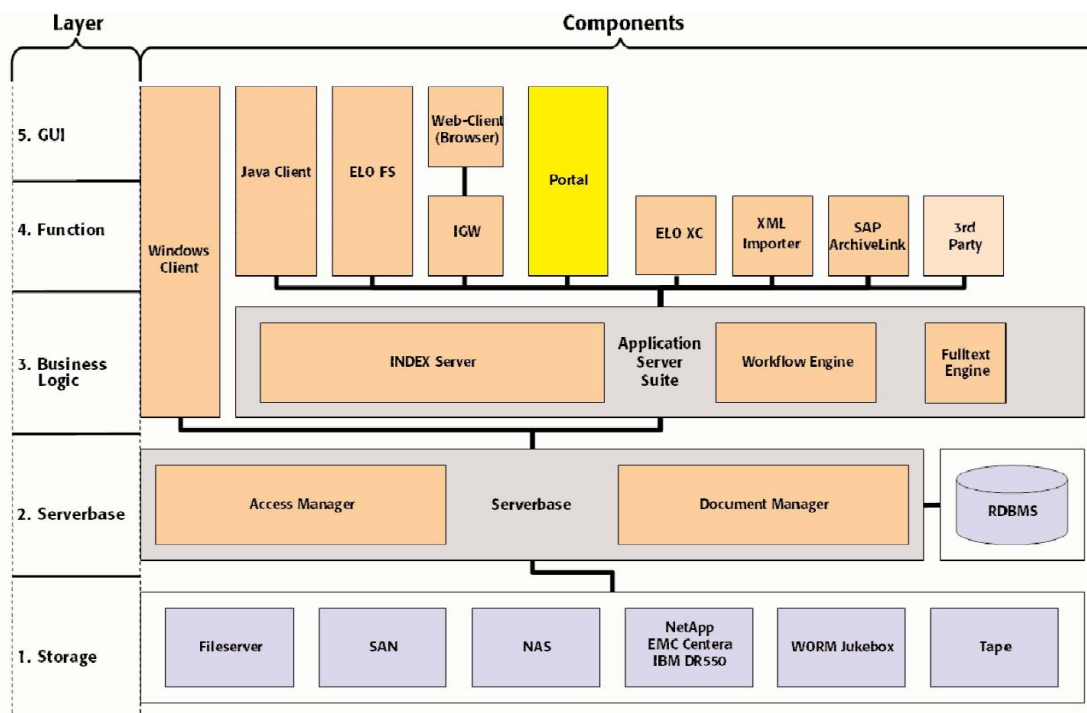 Layer
Components
5. GUI
4. Function
3. Business
Logic
2. Serverbase
1. Storage
Windows
Client
Java Client
ELO FS
Web-Client
(Browser)
IGW
Portal
ELO XC
XML
Importer
SAP
ArchiveLink
3rd
Party
INDEX Server
Application
Server
Suite
Workflow Engine
Fulltext
Engine
Access Manager
Serverbase
Document Manager
RDBMS
Fileserver
SAN
NAS
NetApp
EMC Centera
IBM DR550
WORM Jukebox
Tape